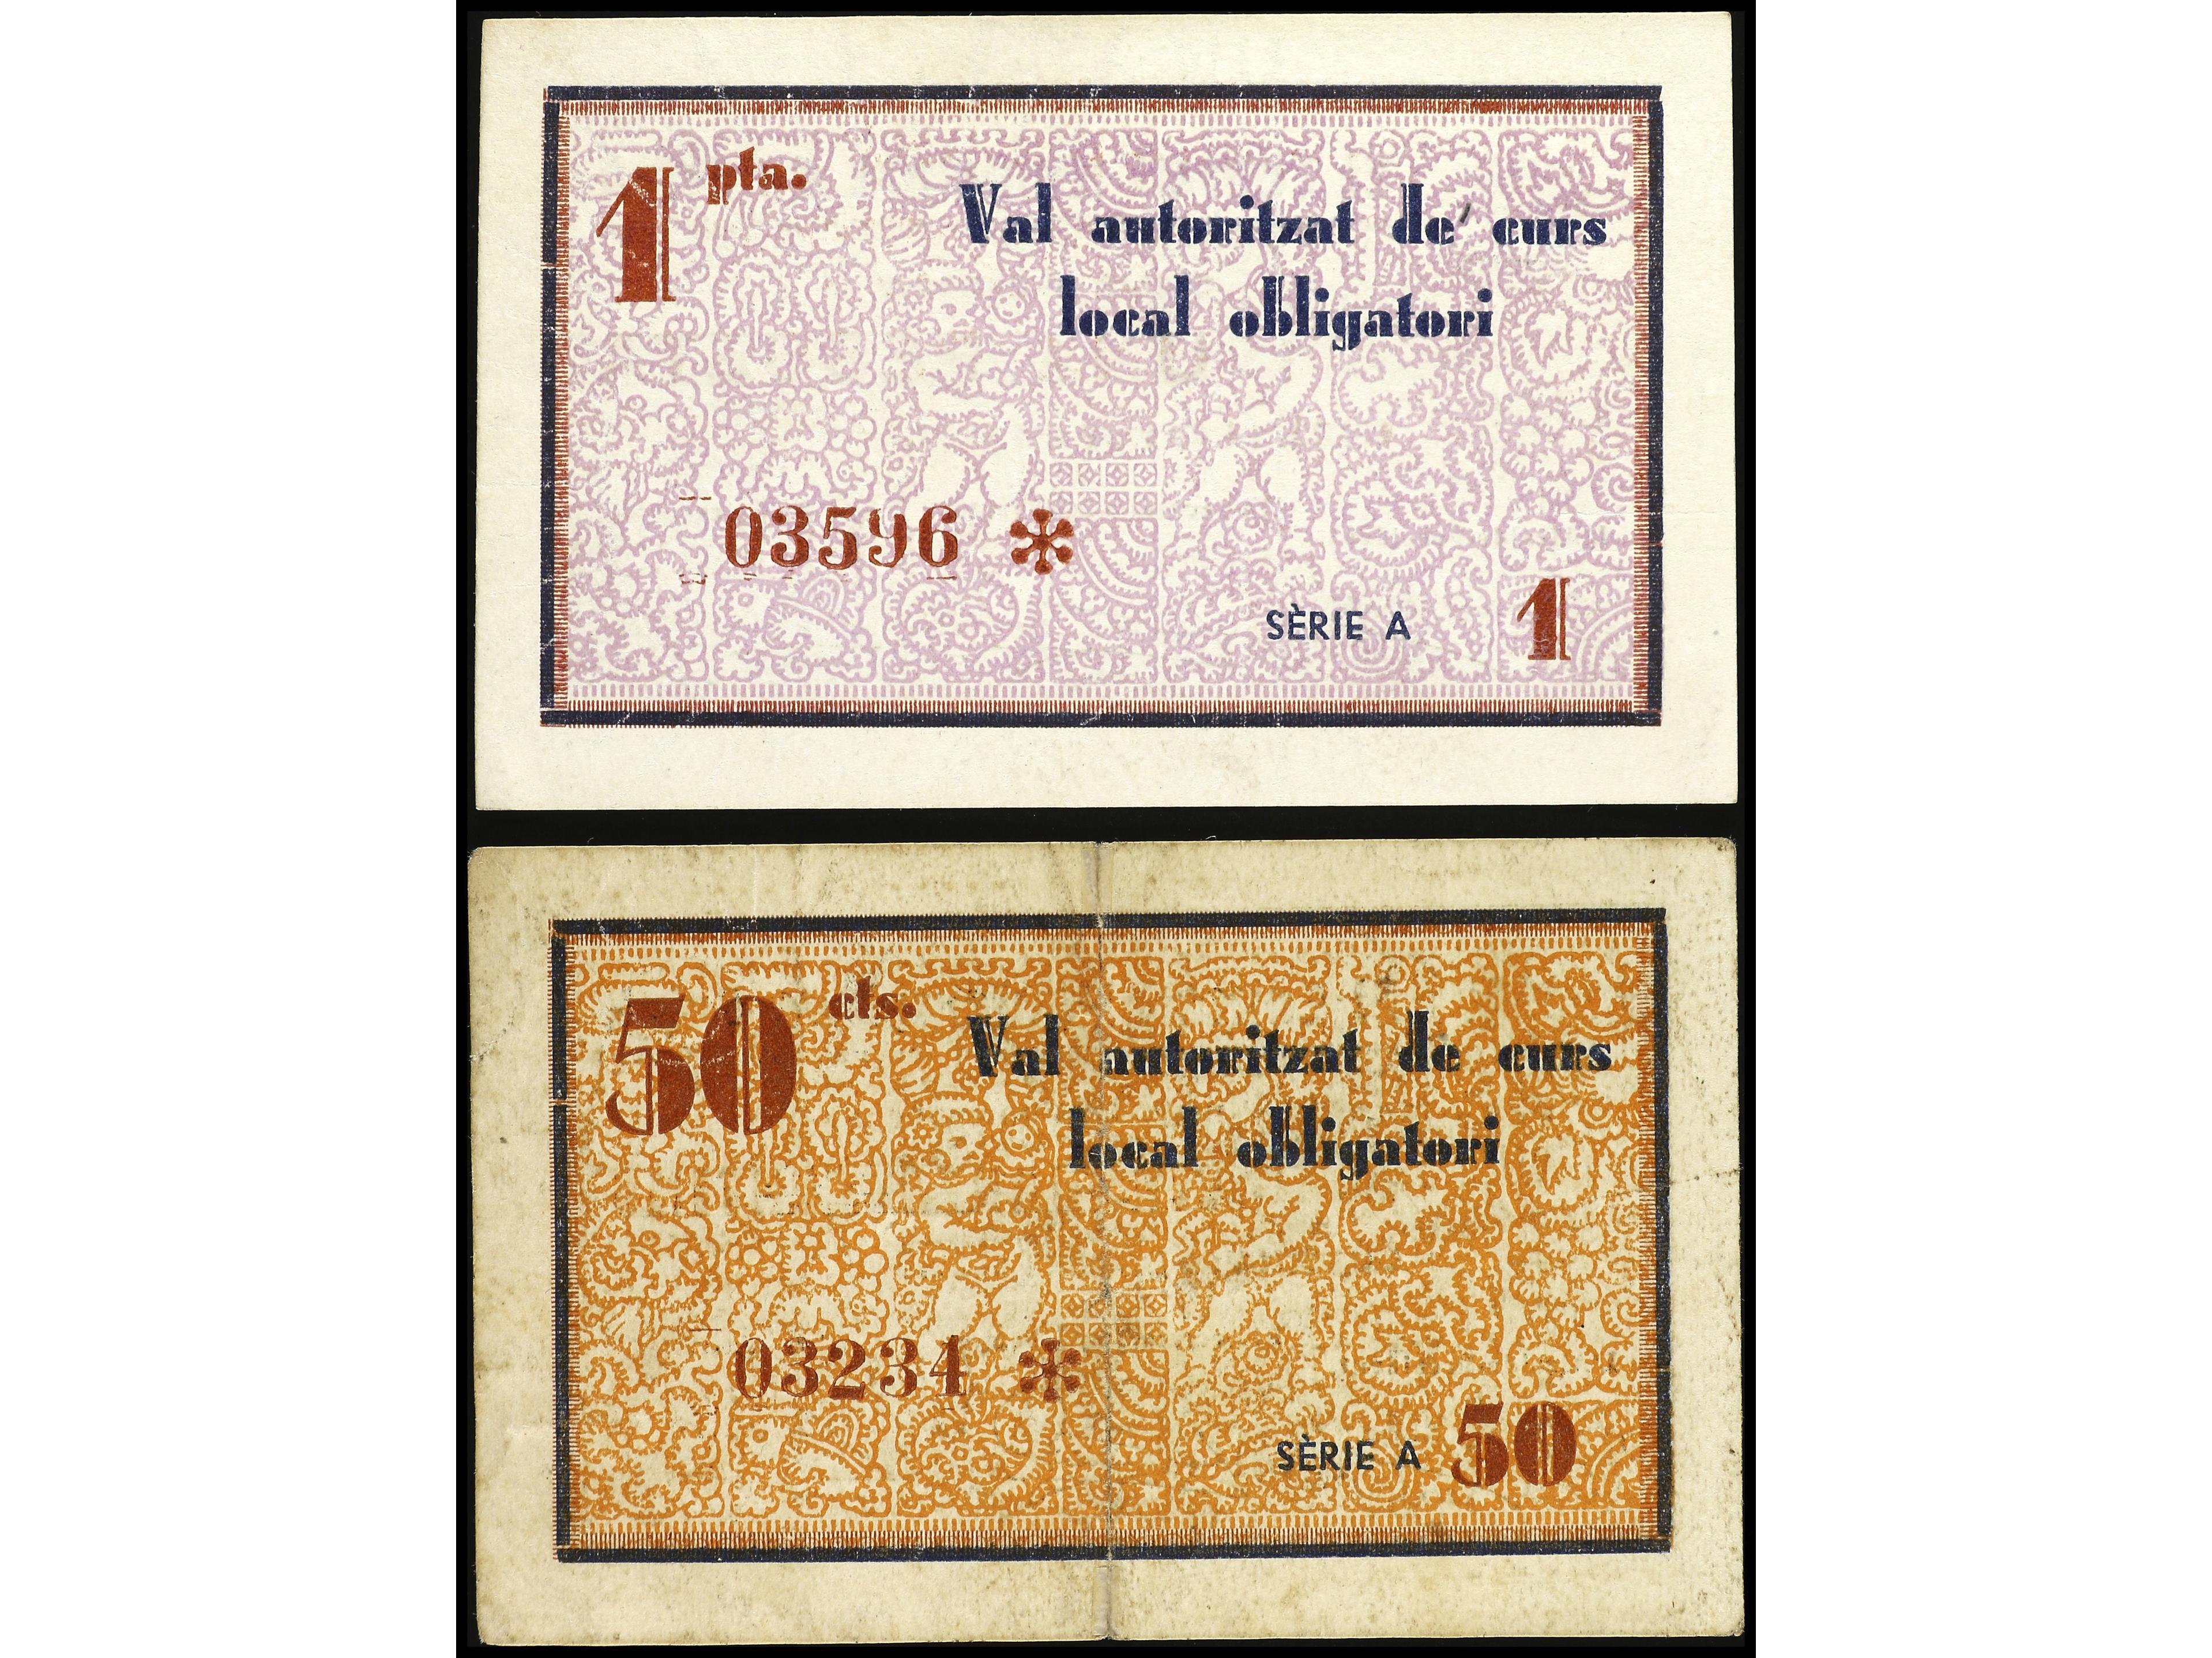 1 pta.
Val autoritzat de curs
local obligatori
03596 *
SÈRIE A 1
50 cts.
Val autoritzat de curs
local obligatori
03234 *
SÈRIE A 50